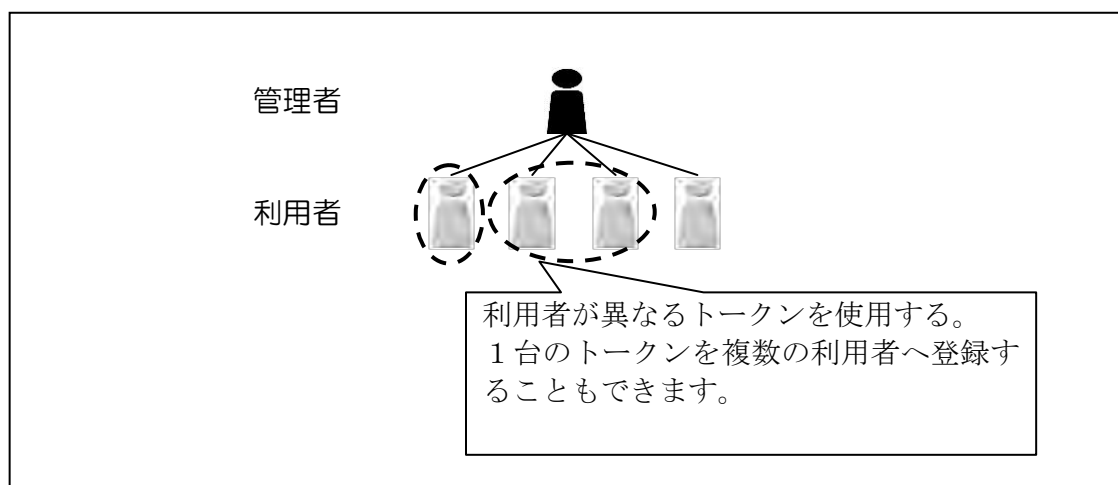 管理者
利用者
利用者が異なるトークンを使用する。
１台のトークンを複数の利用者へ登録す
ることもできます。